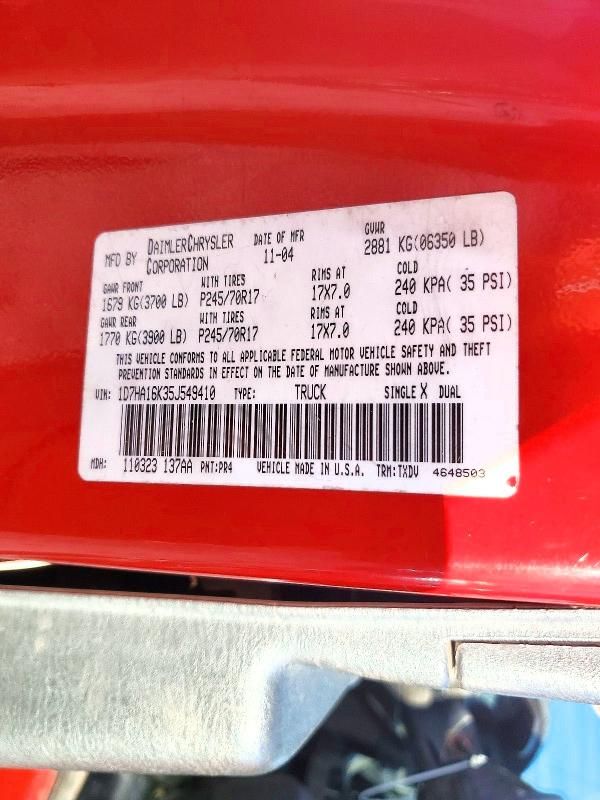 MFD BY DAIMLERCHRYSLER CORPORATION DATE OF MFR 11-04 GVWR 2881 KG(06350 LB)
GAWR FRONT WITH TIRES RIMS AT COLD
1679 KG(3700 LB) P245/70R17 17X7.0 240 KPA( 35 PSI)
GAWR REAR WITH TIRES RIMS AT COLD
1770 KG(3900 LB) P245/70R17 17X7.0 240 KPA( 35 PSI)
THIS VEHICLE CONFORMS TO ALL APPLICABLE FEDERAL MOTOR VEHICLE SAFETY AND THEFT
PREVENTION STANDARDS IN EFFECT ON THE DATE OF MANUFACTURE SHOWN ABOVE.
VIN: 1D7HA16K35J549410 TYPE: TRUCK SINGLE X DUAL
MDH: 110323 137AA PNT:PR4 VEHICLE MADE IN U.S.A. TRM:TXDV 4648503